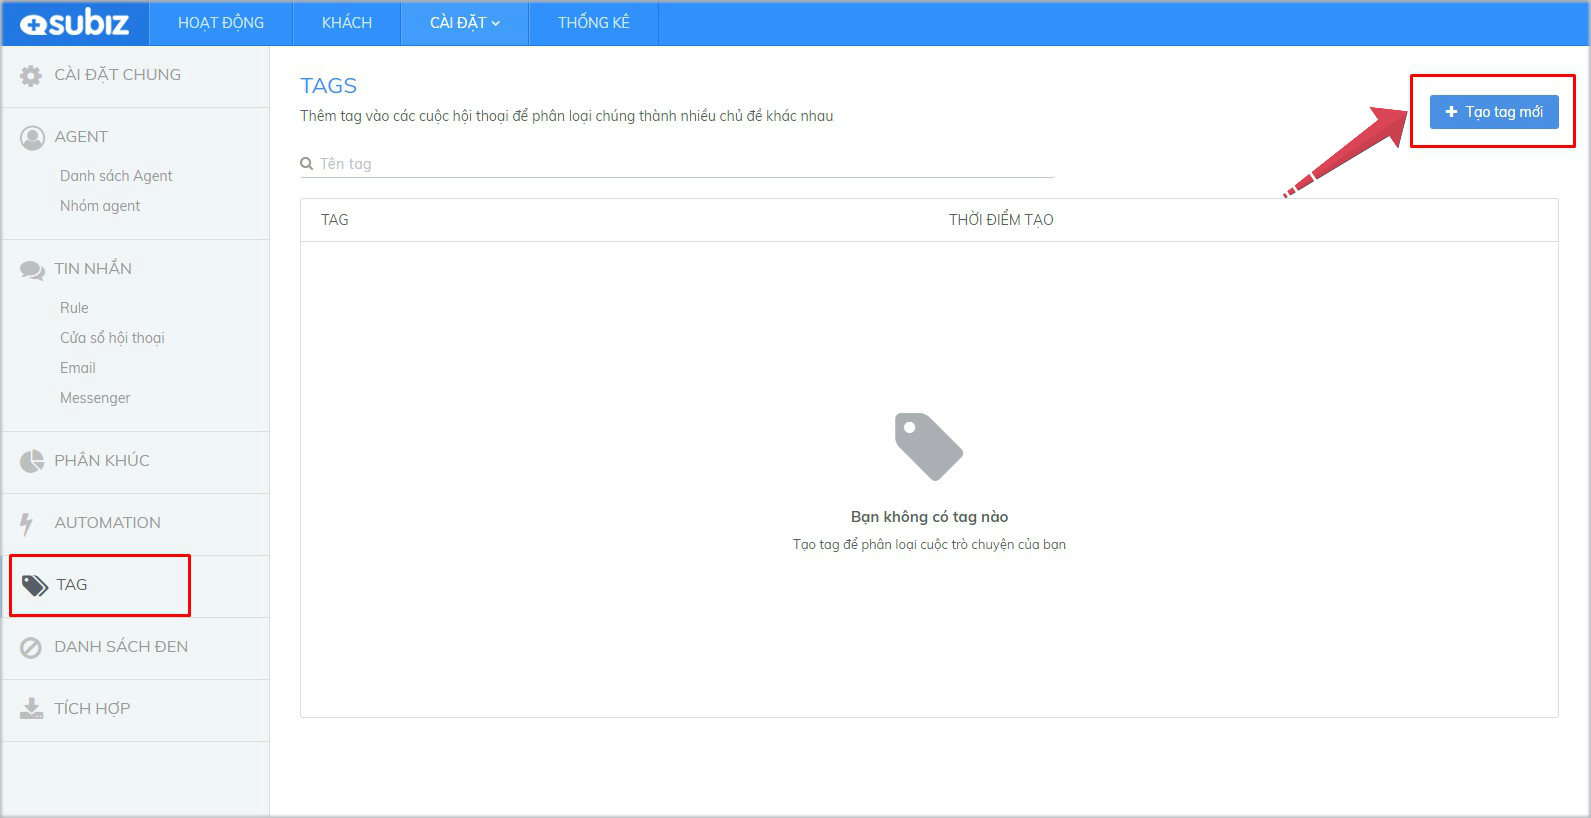 subiz
HOẠT ĐỘNG
KHÁCH
CÀI ĐẶT
THỐNG KÊ
CÀI ĐẶT CHUNG
AGENT
Danh sách Agent
Nhóm agent
TIN NHẮN
Rule
Cửa sổ hội thoại
Email
Messenger
PHÂN KHÚC
AUTOMATION
TAG
DANH SÁCH ĐEN
TÍCH HỢP
TAGS
Thêm tag vào các cuộc hội thoại để phân loại chúng thành nhiều chủ đề khác nhau
Tạo tag mới
Tên tag
TAG
THỜI ĐIỂM TẠO
Bạn không có tag nào
Tạo tag để phân loại cuộc trò chuyện của bạn